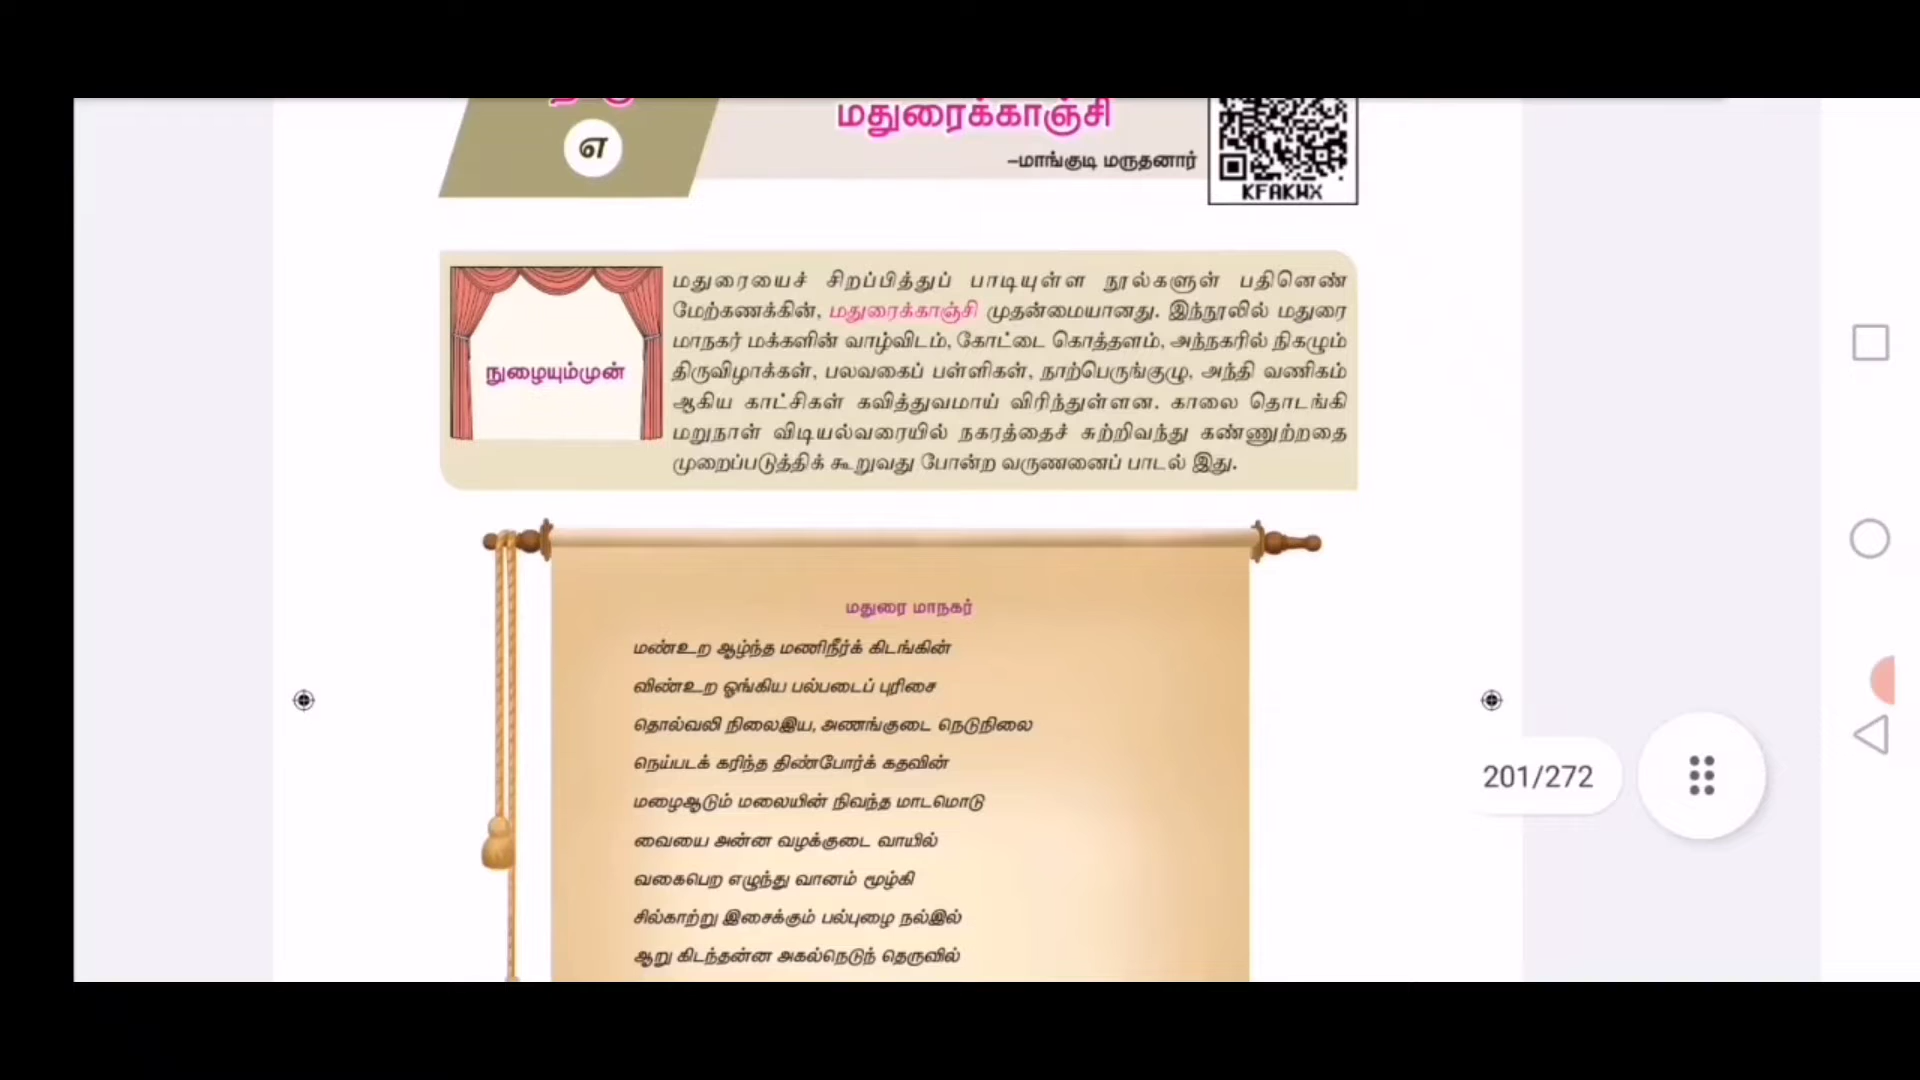 மதுரைக்காஞ்சி
எ
–மாங்குடி மருதனார்
KFAKWX
மதுரையைச் சிறப்பித்துப் பாடியுள்ள நூல்களுள் பதினெண்
மேற்கணக்கின், மதுரைக்காஞ்சி முதன்மையானது. இந்நூலில் மதுரை
மாநகர் மக்களின் வாழ்விடம், கோட்டை கொத்தளம், அந்நகரில் நிகழும்
திருவிழாக்கள், பலவகைப் பள்ளிகள், நாற்பெருங்குழு, அந்தி வணிகம்
ஆகிய காட்சிகள் கவித்துவமாய் விரிந்துள்ளன. காலை தொடங்கி
மறுநாள் விடியல்வரையில் நகரத்தைச் சுற்றிவந்து கண்ணுற்றதை
முறைப்படுத்திக் கூறுவது போன்ற வருணனைப் பாடல் இது.
நுழையும்முன்
மதுரை மாநகர்
மண்உற ஆழ்ந்த மணிநீர்க் கிடங்கின்
விண்உற ஓங்கிய பல்படைப் புரிசை
தொல்வலி நிலைஇய, அணங்குடை நெடுநிலை
நெய்படக் கரிந்த திண்போர்க் கதவின்
மழைஆடும் மலையின் நிவந்த மாடமொடு
வையை அன்ன வழக்குடை வாயில்
வகைபெற எழுந்து வானம் மூழ்கி
சில்காற்று இசைக்கும் பல்புழை நல்இல்
ஆறு கிடந்தன்ன அகல்நெடுந் தெருவில்
201/272